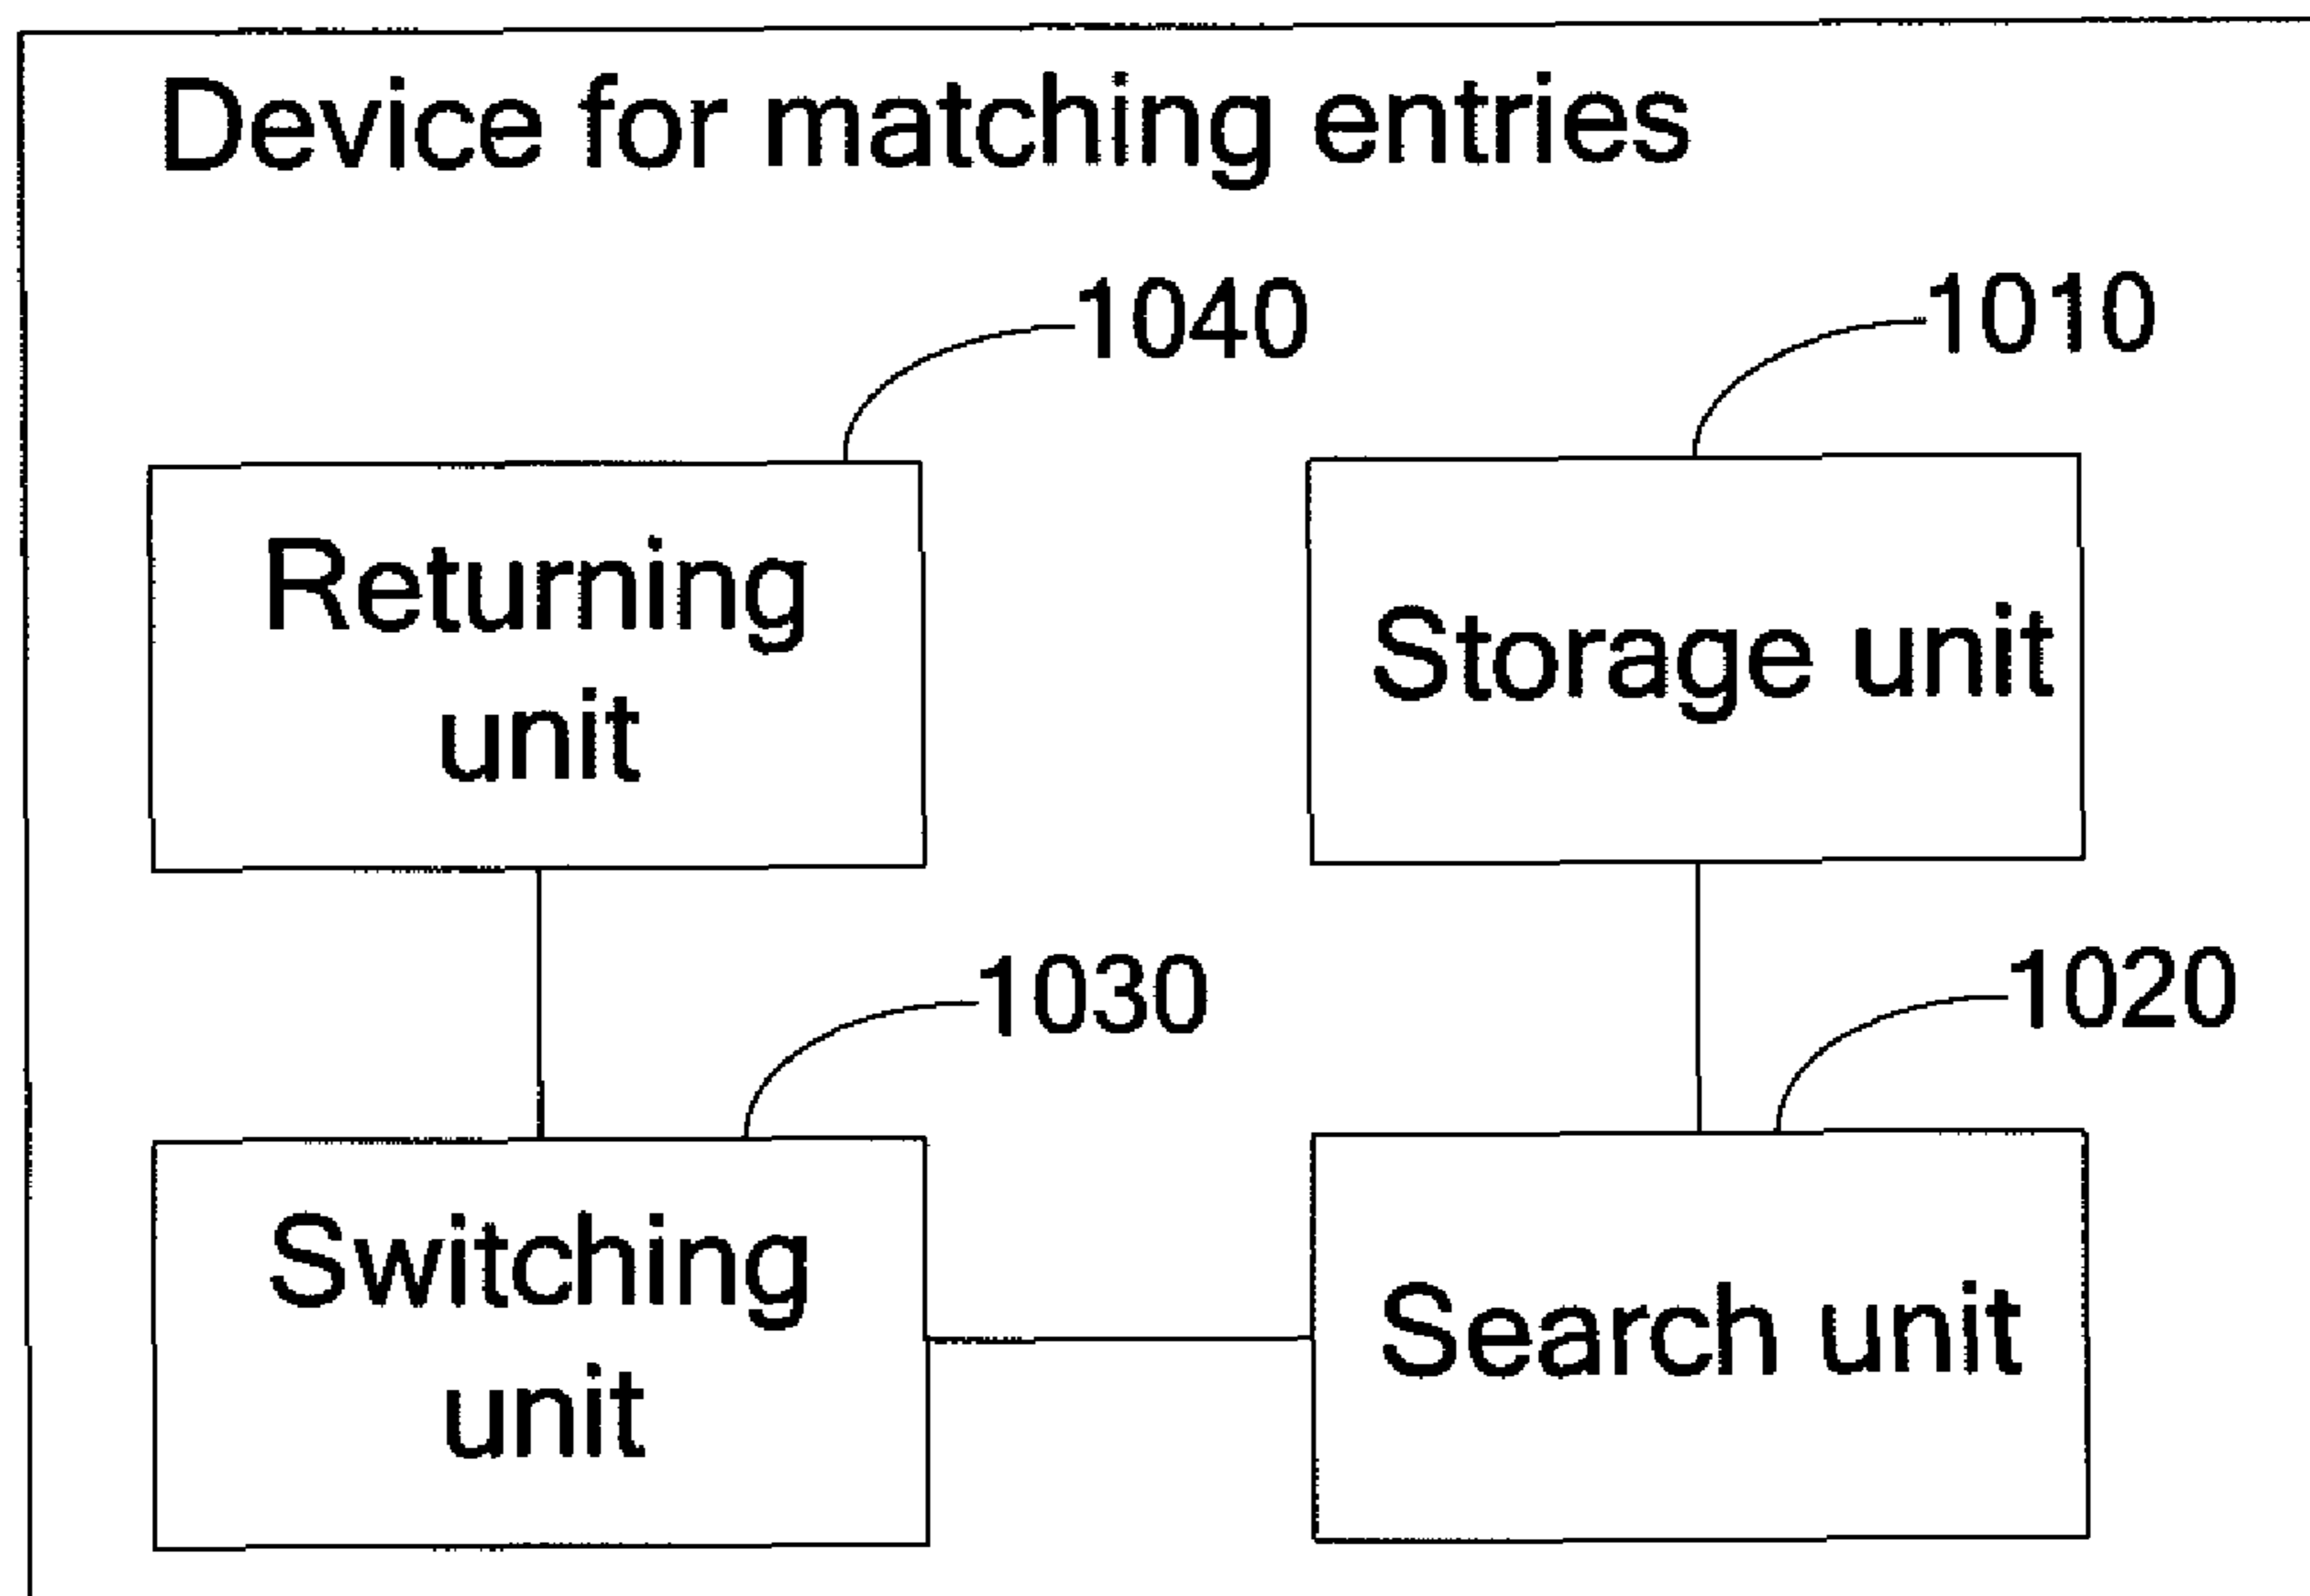 Device for matching entries
1040
1010
Returning
unit
Storage unit
1030
1020
Switching
unit
Search unit